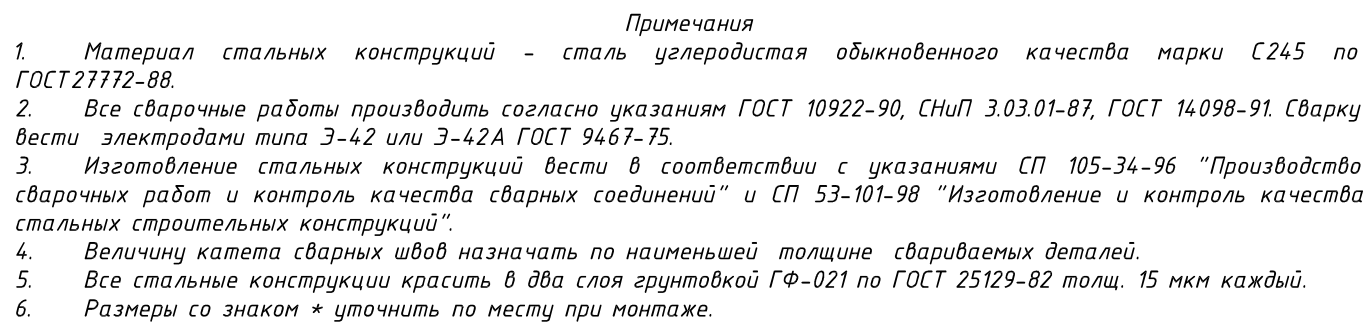 Примечания
1. Материал стальных конструкций - сталь углеродистая обыкновенного качества марки С245 по
ГОСТ27772-88.
2. Все сварочные работы производить согласно указаниям ГОСТ 10922-90, СНиП 3.03.01-87, ГОСТ 14098-91. Сварку
вести электродами типа Э-42 или Э-42А ГОСТ 9467-75.
3. Изготовление стальных конструкций вести в соответствии с указаниями СП 105-34-96 "Производство
сварочных работ и контроль качества сварных соединений" и СП 53-101-98 "Изготовление и контроль качества
стальных строительных конструкций".
4. Величину катета сварных швов назначать по наименьшей толщине свариваемых деталей.
5. Все стальные конструкции красить в два слоя грунтовкой ГФ-021 по ГОСТ 25129-82 толщ. 15 мкм каждый.
6. Размеры со знаком * уточнить по месту при монтаже.